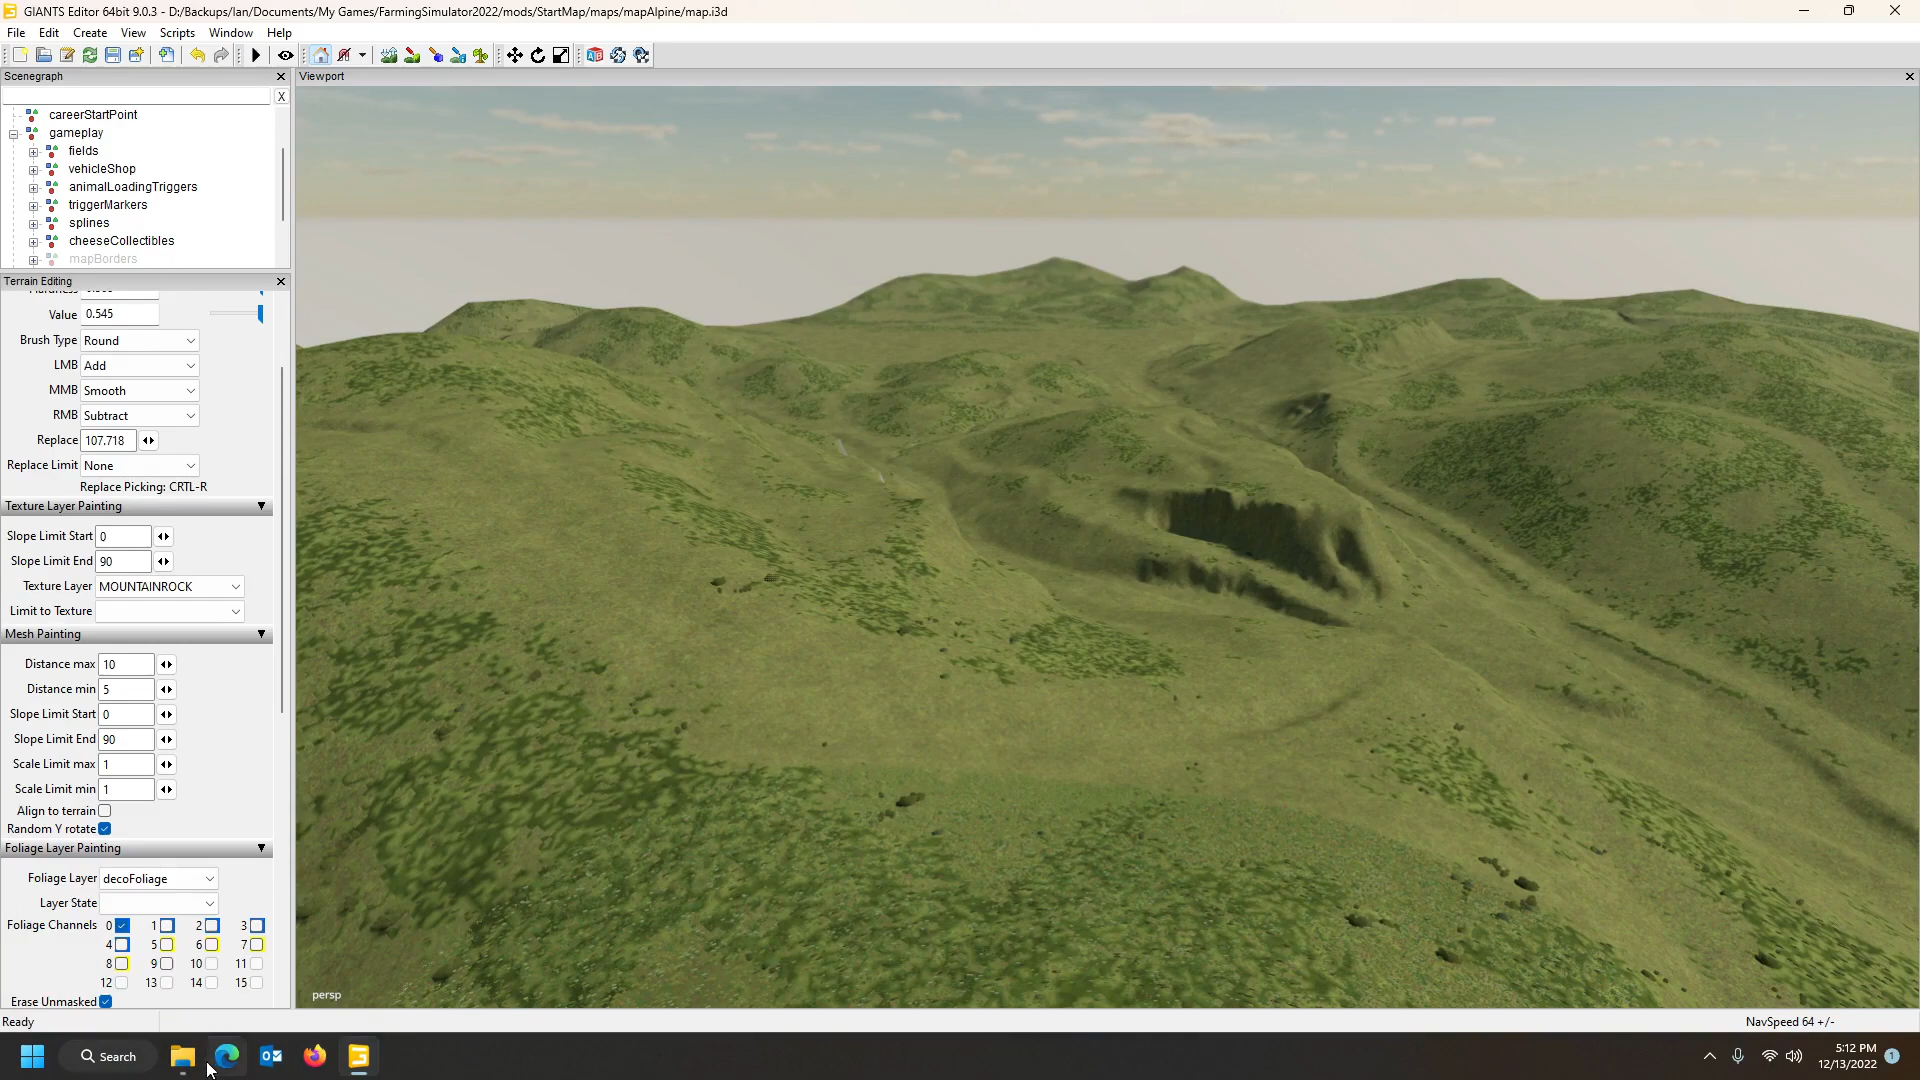 GIANTS Editor 64bit 9.0.3 - D:/Backups/Ian/Documents/My Games/FarmingSimulator2022/mods/StartMap/maps/mapAlpine/map.i3d
File Edit Create View Scripts Window Help
Scenegraph
X
careerStartPoint
gameplay
fields
vehicleShop
animalLoadingTriggers
triggerMarkers
splines
cheeseCollectibles
mapBorders
Terrain Editing
Value 0.545
Brush Type Round
LMB Add
MMB Smooth
RMB Subtract
Replace 107.718
Replace Limit None
Replace Picking: CRTL-R
Texture Layer Painting
Slope Limit Start 0
Slope Limit End 90
Texture Layer MOUNTAINROCK
Limit to Texture
Mesh Painting
Distance max 10
Distance min 5
Slope Limit Start 0
Slope Limit End 90
Scale Limit max 1
Scale Limit min 1
Align to terrain
Random Y rotate
Foliage Layer Painting
Foliage Layer decoFoliage
Layer State
Foliage Channels 0 1 2 3
4 5 6 7
8 9 10 11
12 13 14 15
Erase Unmasked
Viewport
persp
Ready
NavSpeed 64 +/-
Search
5:12 PM
12/13/2022
1